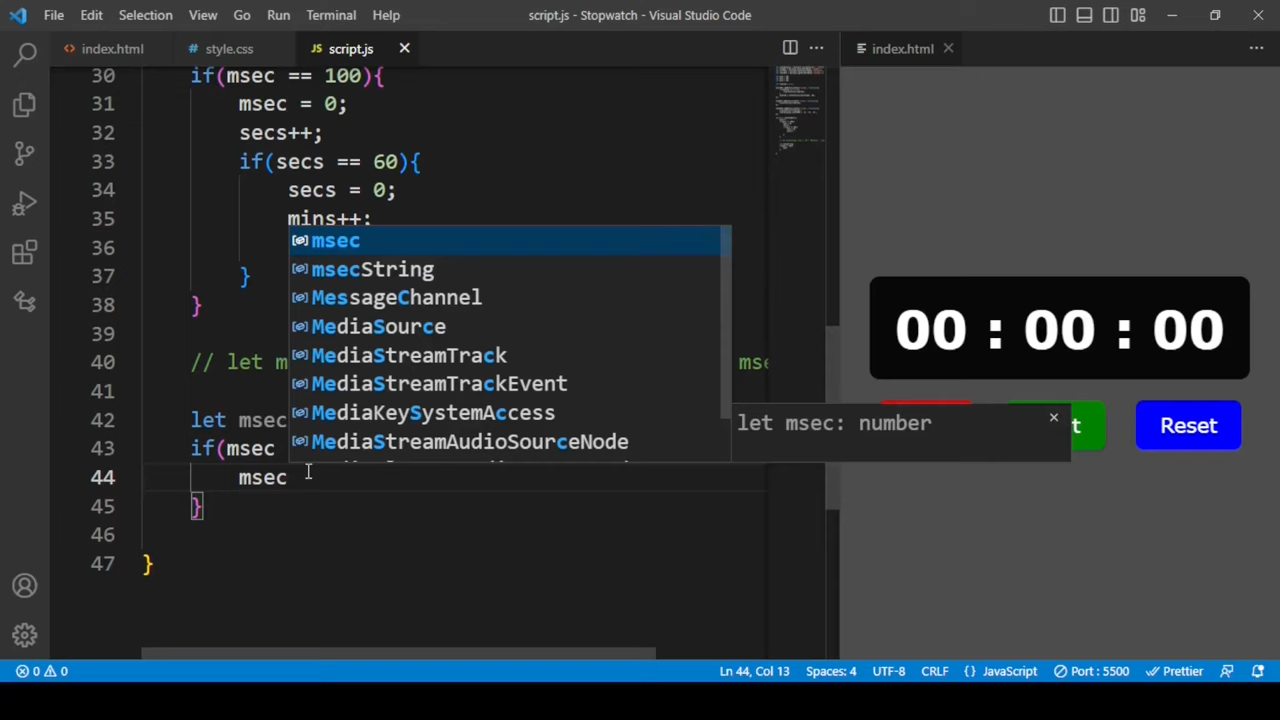 File Edit Selection View Go Run Terminal Help script.js - Stopwatch - Visual Studio Code
index.html style.css JS script.js index.html
30 if(msec == 100){
31 msec = 0;
32 secs++;
33 if(secs == 60){
34 secs = 0;
35 mins++;
36
37 }
38 }
39
40 // let m mse
41
42 let msec
43 if(msec
44 msec
45 }
46
47 }
msec
msecString
MessageChannel
MediaSource
MediaStreamTrack
MediaStreamTrackEvent
MediaKeySystemAccess
MediaStreamAudioSourceNode
let msec: number
00 : 00 : 00
t Reset
0 0 Ln 44, Col 13 Spaces: 4 UTF-8 CRLF {} JavaScript Port : 5500 Prettier